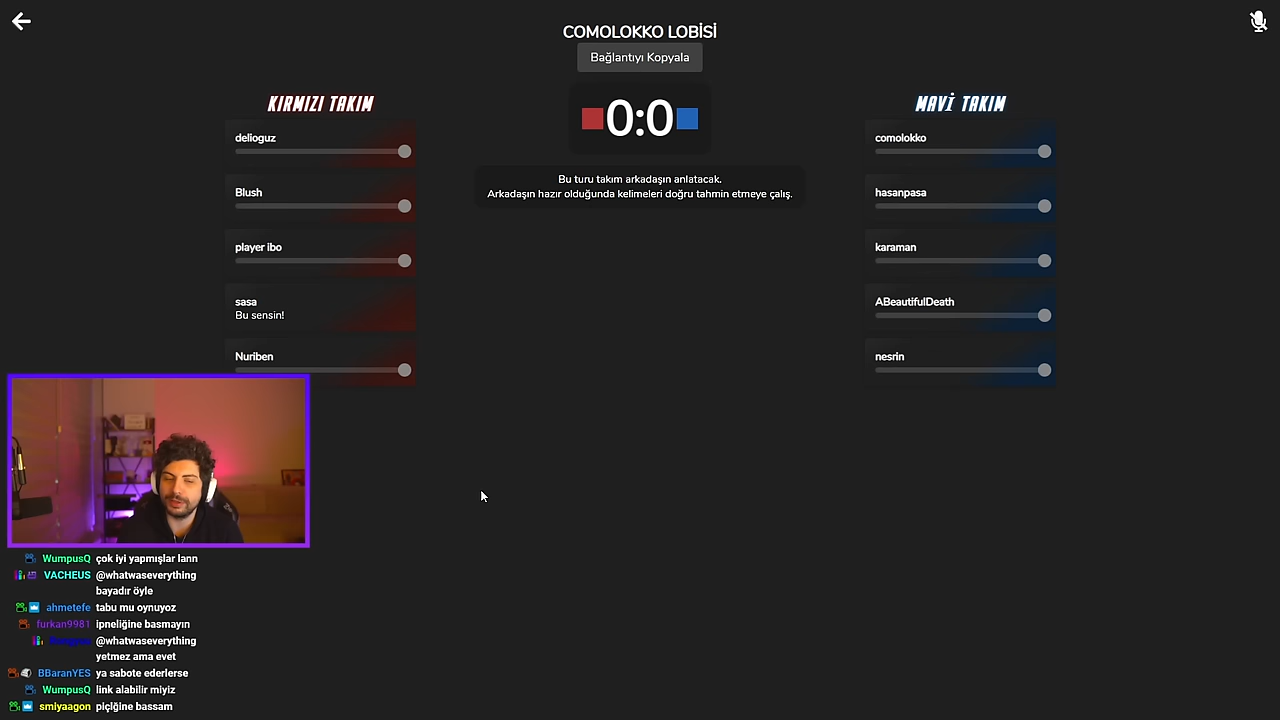 COMOLOKKO LOBİSİ
Bağlantıyı Kopyala
KIRMIZI TAKIM
delioguz
Blush
player ibo
sasa
Bu sensin!
Nuriben
0:0
Bu turu takım arkadaşın anlatacak.
Arkadaşın hazır olduğunda kelimeleri doğru tahmin etmeye çalış.
MAVİ TAKIM
comolokko
hasanpasa
karaman
ABeautifulDeath
nesrin
WumpusQ çok iyi yapmışlar lann
VACHEUS @whatwaseverything
bayadır öyle
ahmetefe tabu mu oynuyoz
furkan9981 ipneliğine basmayın
@whatwaseverything
yetmez ama evet
BBaranYES ya sabote ederlerse
WumpusQ link alabilir miyiz
smiyaagon piçlğine bassam